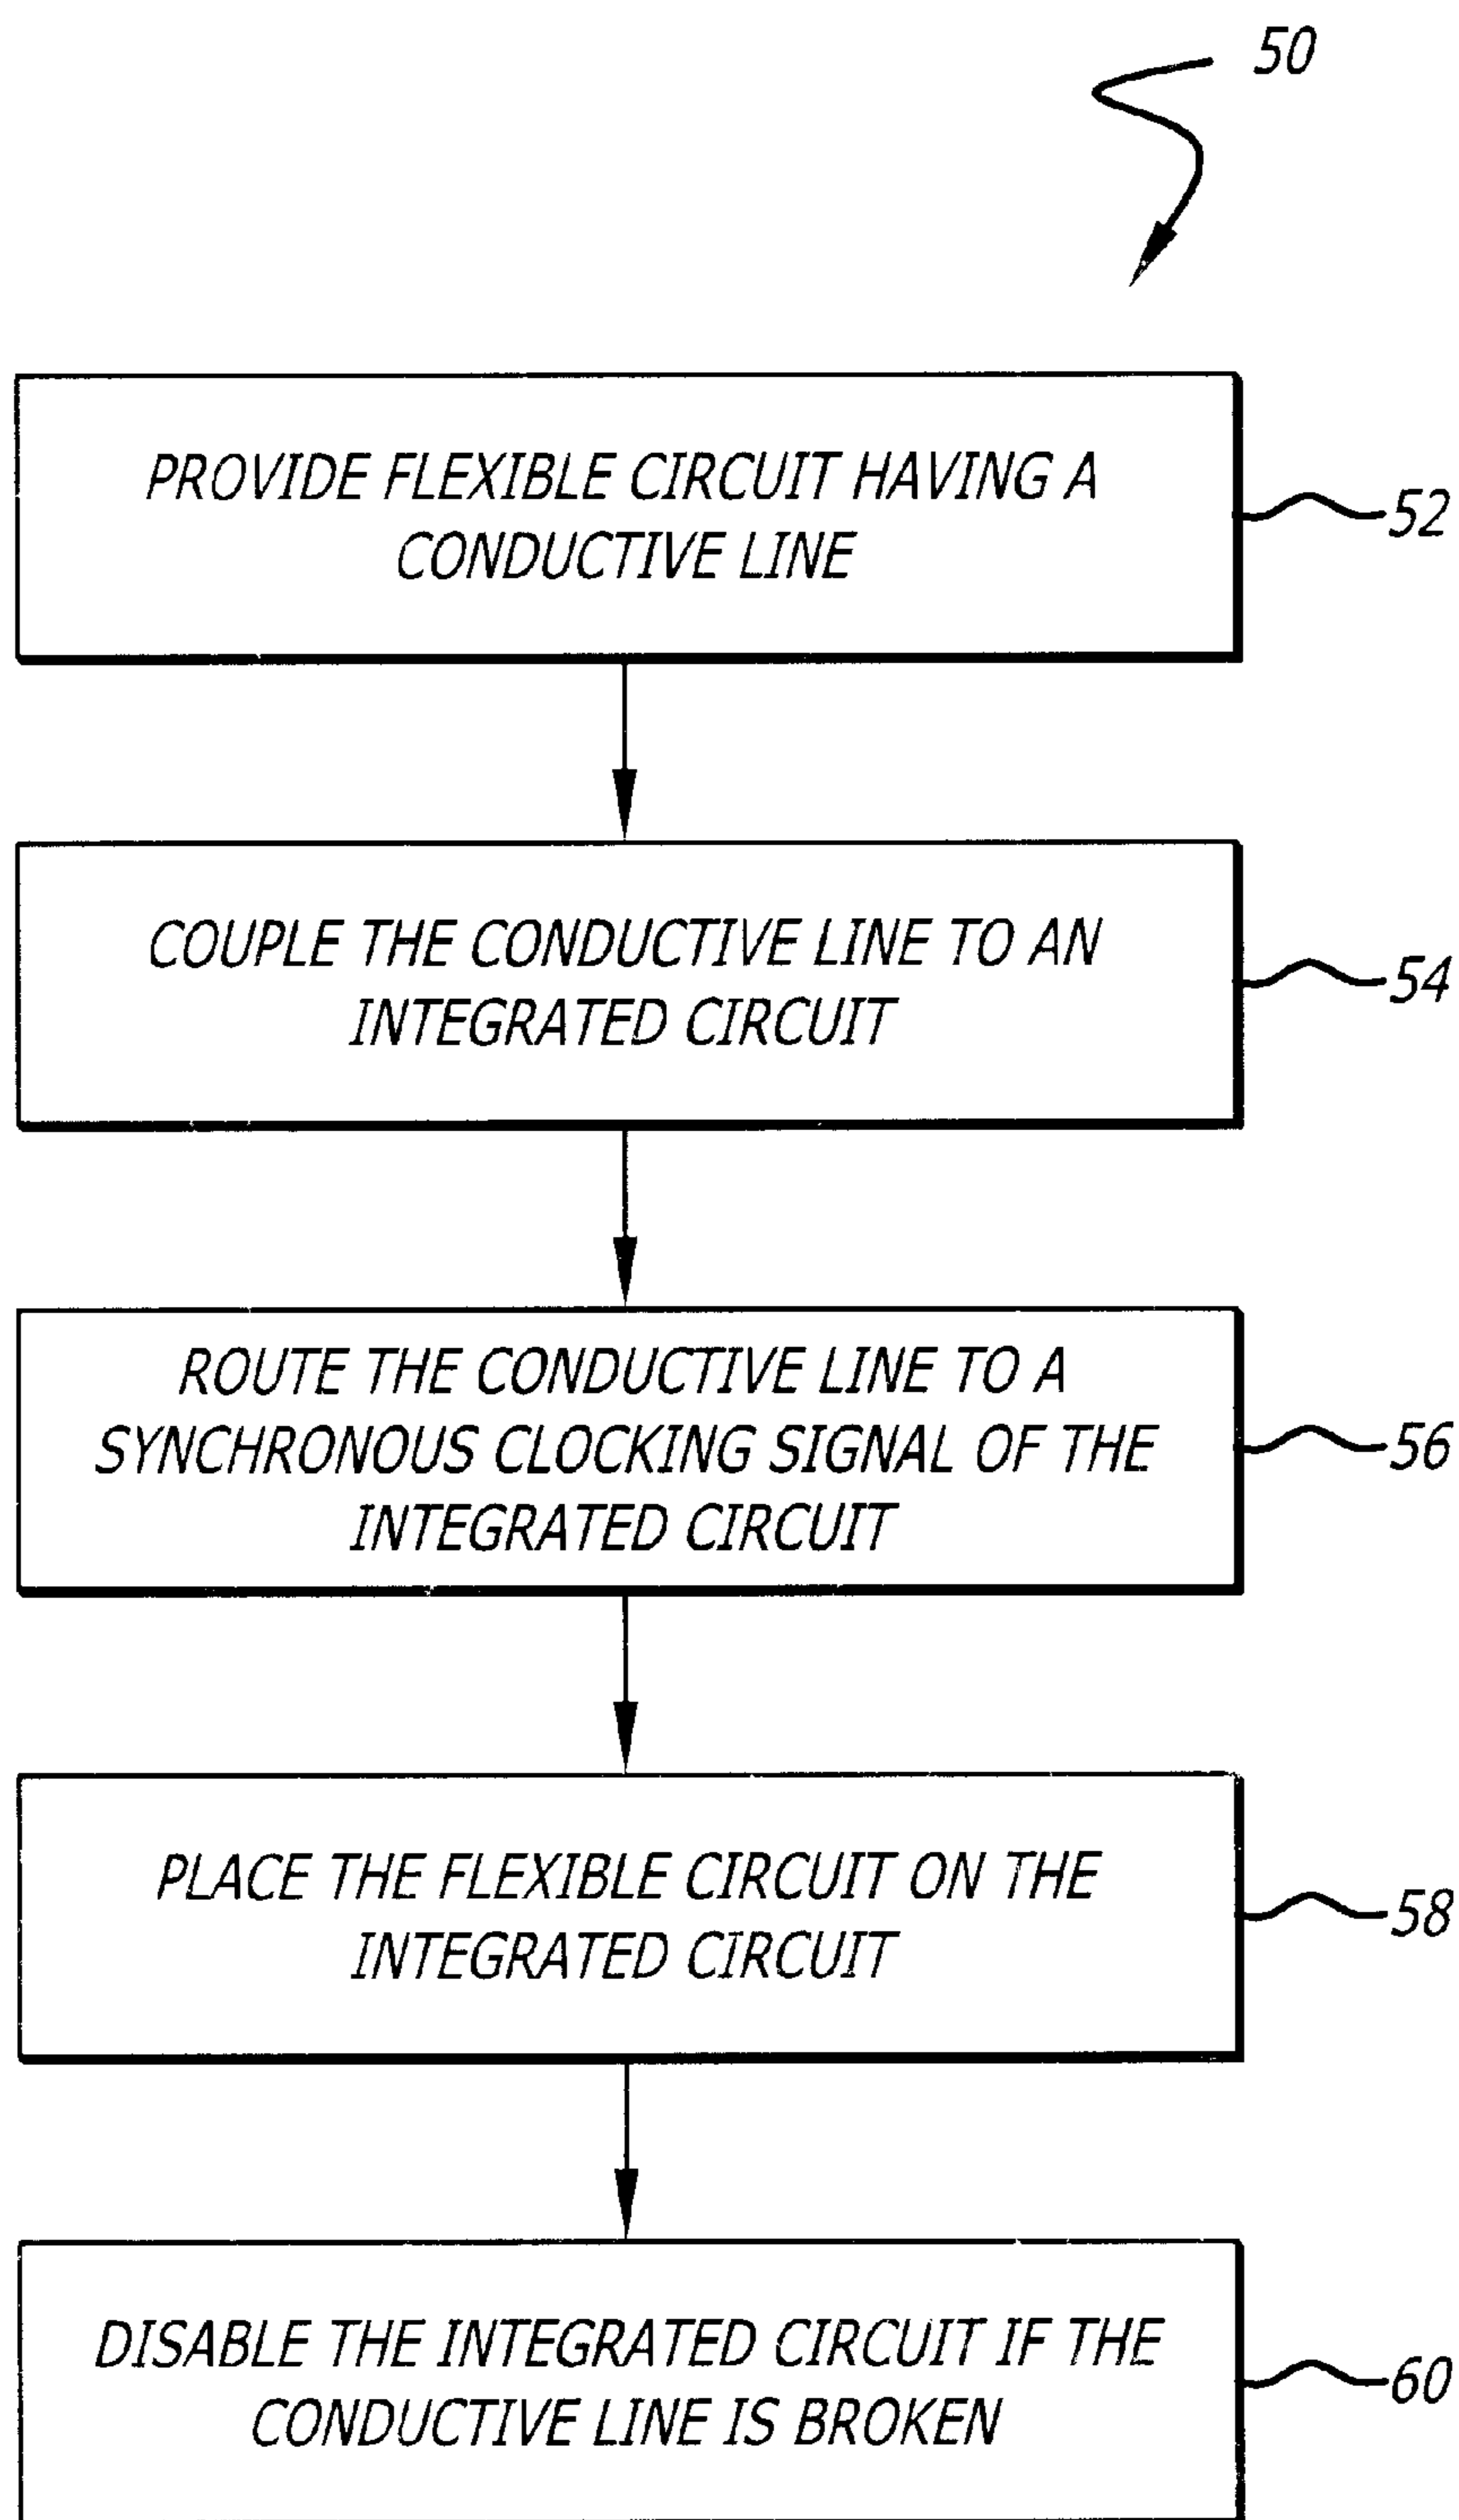 50
PROVIDE FLEXIBLE CIRCUIT HAVING A
CONDUCTIVE LINE
52
COUPLE THE CONDUCTIVE LINE TO AN
INTEGRATED CIRCUIT
54
ROUTE THE CONDUCTIVE LINE TO A
SYNCHRONOUS CLOCKING SIGNAL OF THE
INTEGRATED CIRCUIT
56
PLACE THE FLEXIBLE CIRCUIT ON THE
INTEGRATED CIRCUIT
58
DISABLE THE INTEGRATED CIRCUIT IF THE
CONDUCTIVE LINE IS BROKEN
60